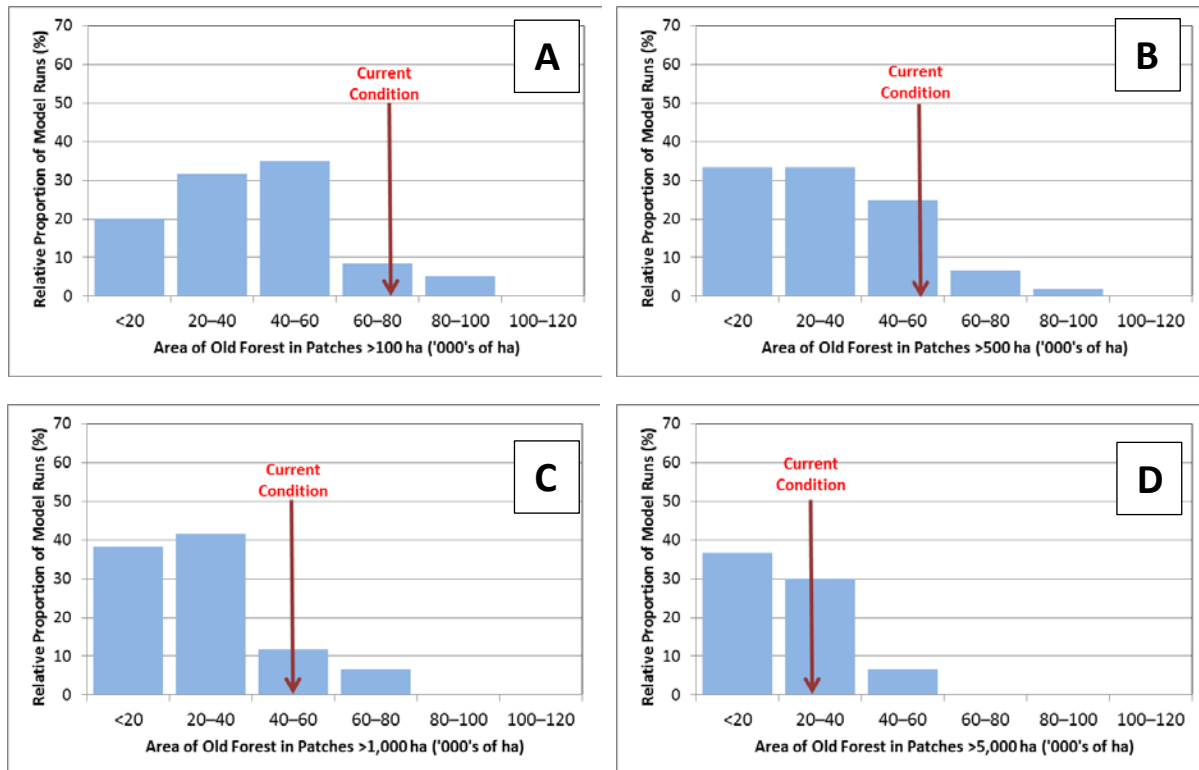 Relative Proportion of Model Runs (%)
70
60
50
40
30
20
10
0
Current
Condition
A
<20
20–40
40–60
60–80
80–100
100–120
Area of Old Forest in Patches >100 ha ('000's of ha)
Relative Proportion of Model Runs (%)
70
60
50
40
30
20
10
0
Current
Condition
B
<20
20–40
40–60
60–80
80–100
100–120
Area of Old Forest in Patches >500 ha ('000's of ha)
Relative Proportion of Model Runs (%)
70
60
50
40
30
20
10
0
Current
Condition
C
<20
20–40
40–60
60–80
80–100
100–120
Area of Old Forest in Patches >1,000 ha ('000's of ha)
Relative Proportion of Model Runs (%)
70
60
50
40
30
20
10
0
Current
Condition
D
<20
20–40
40–60
60–80
80–100
100–120
Area of Old Forest in Patches >5,000 ha ('000's of ha)